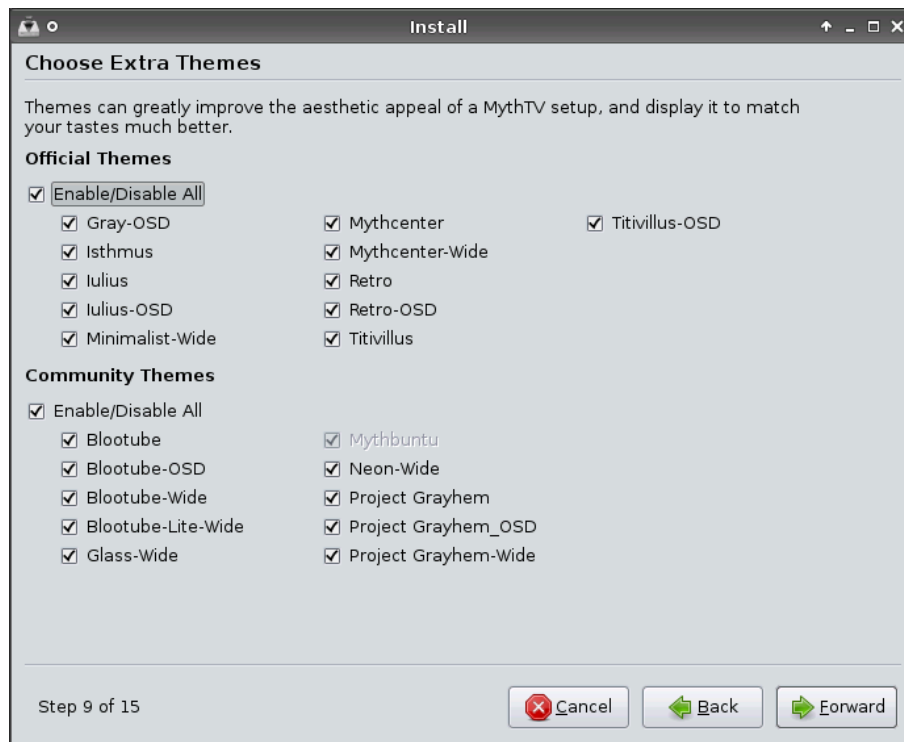 Install
Choose Extra Themes
Themes can greatly improve the aesthetic appeal of a MythTV setup, and display it to match
your tastes much better.
Official Themes
Enable/Disable All
Gray-OSD
Mythcenter
Titivillus-OSD
Isthmus
Mythcenter-Wide
Iulius
Retro
Iulius-OSD
Retro-OSD
Minimalist-Wide
Titivillus
Community Themes
Enable/Disable All
Blootube
Mythbuntu
Blootube-OSD
Neon-Wide
Blootube-Wide
Project Grayhem
Blootube-Lite-Wide
Project Grayhem_OSD
Glass-Wide
Project Grayhem-Wide
Step 9 of 15
Cancel
Back
Forward